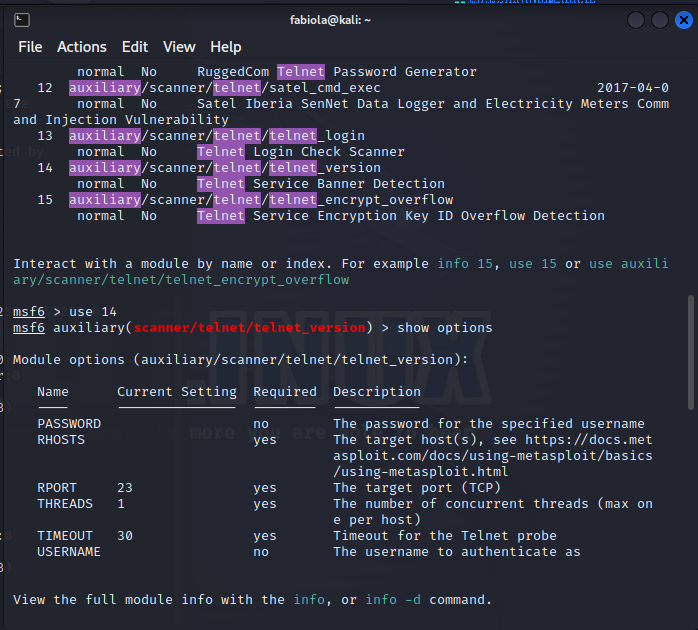 fabiola@kali: ~
File Actions Edit View Help
normal No RuggedCom Telnet Password Generator
12 auxiliary/scanner/telnet/satel_cmd_exec 2017-04-0
7 normal No Satel Iberia SenNet Data Logger and Electricity Meters Comm
and Injection Vulnerability
13 auxiliary/scanner/telnet/telnet_login
normal No Telnet Login Check Scanner
14 auxiliary/scanner/telnet/telnet_version
normal No Telnet Service Banner Detection
15 auxiliary/scanner/telnet/telnet_encrypt_overflow
normal No Telnet Service Encryption Key ID Overflow Detection
Interact with a module by name or index. For example info 15, use 15 or use auxili
ary/scanner/telnet/telnet_encrypt_overflow
msf6 > use 14
msf6 auxiliary(scanner/telnet/telnet_version) > show options
Module options (auxiliary/scanner/telnet/telnet_version):
Name Current Setting Required Description
PASSWORD no The password for the specified username
RHOSTS yes The target host(s), see https://docs.met
asploit.com/docs/using-metasploit/basics
/using-metasploit.html
RPORT 23 yes The target port (TCP)
THREADS 1 yes The number of concurrent threads (max on
e per host)
TIMEOUT 30 yes Timeout for the Telnet probe
USERNAME no The username to authenticate as
View the full module info with the info, or info -d command.